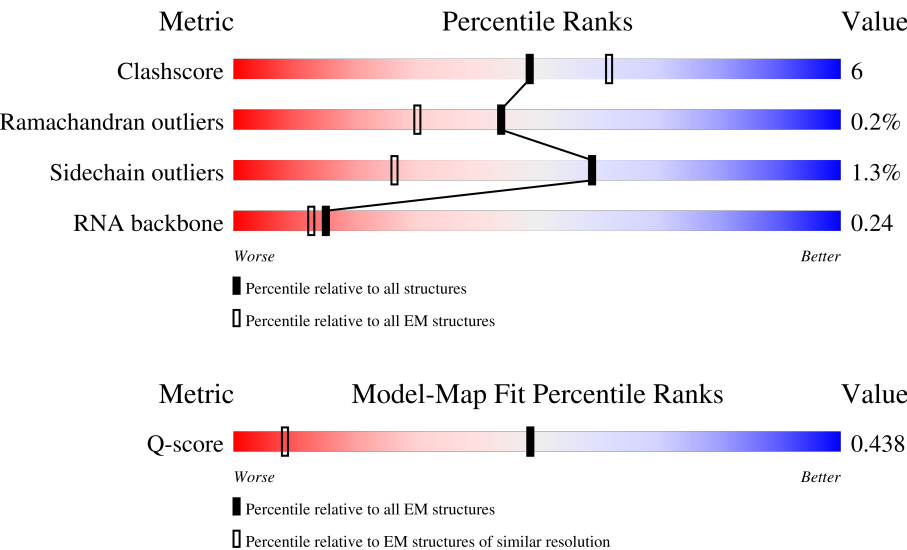 Metric Percentile Ranks Value
Clashscore 6
Ramachandran outliers 0.2%
Sidechain outliers 1.3%
RNA backbone 0.24
Worse Better
Percentile relative to all structures
Percentile relative to all EM structures
Metric Model-Map Fit Percentile Ranks Value
Q-score 0.438
Worse Better
Percentile relative to all EM structures
Percentile relative to EM structures of similar resolution